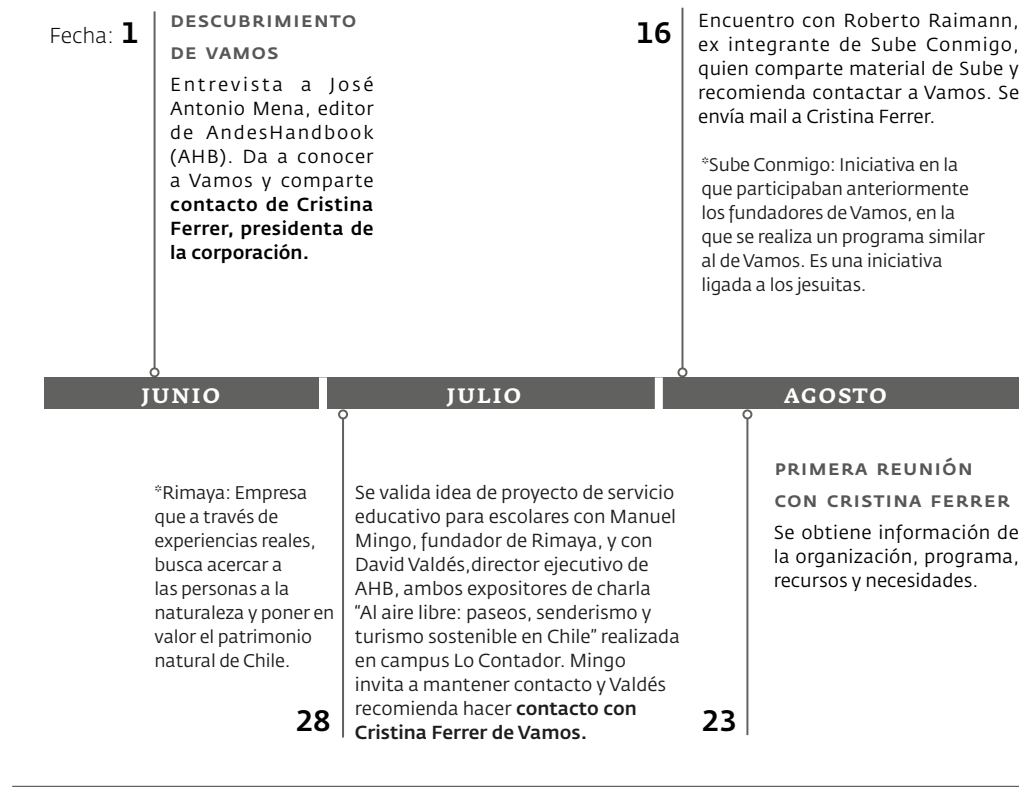 Fecha: 1
DESCUBRIMIENTO
DE VAMOS
Entrevista a José
Antonio Mena, editor
de AndesHandbook
(AHB). Da a conocer
a Vamos y comparte
contacto de Cristina
Ferrer, presidenta de
la corporación.
16
Encuentro con Roberto Raimann,
ex integrante de Sube Conmigo,
quien comparte material de Sube y
recomienda contactar a Vamos. Se
envía mail a Cristina Ferrer.
*Sube Conmigo: Iniciativa en la
que participaban anteriormente
los fundadores de Vamos, en la
que se realiza un programa similar
al de Vamos. Es una iniciativa
ligada a los jesuitas.
JUNIO
JULIO
AGOSTO
*Rimaya: Empresa
que a través de
experiencias reales,
busca acercar a
las personas a la
naturaleza y poner en
valor el patrimonio
natural de Chile.
28
Se valida idea de proyecto de servicio
educativo para escolares con Manuel
Mingo, fundador de Rimaya, y con
David Valdés,director ejecutivo de
AHB, ambos expositores de charla
“Al aire libre: paseos, senderismo y
turismo sostenible en Chile” realizada
en campus Lo Contador. Mingo
invita a mantener contacto y Valdés
recomienda hacer contacto con
Cristina Ferrer de Vamos.
23
PRIMERA REUNIÓN
CON CRISTINA FERRER
Se obtiene información de
la organización, programa,
recursos y necesidades.